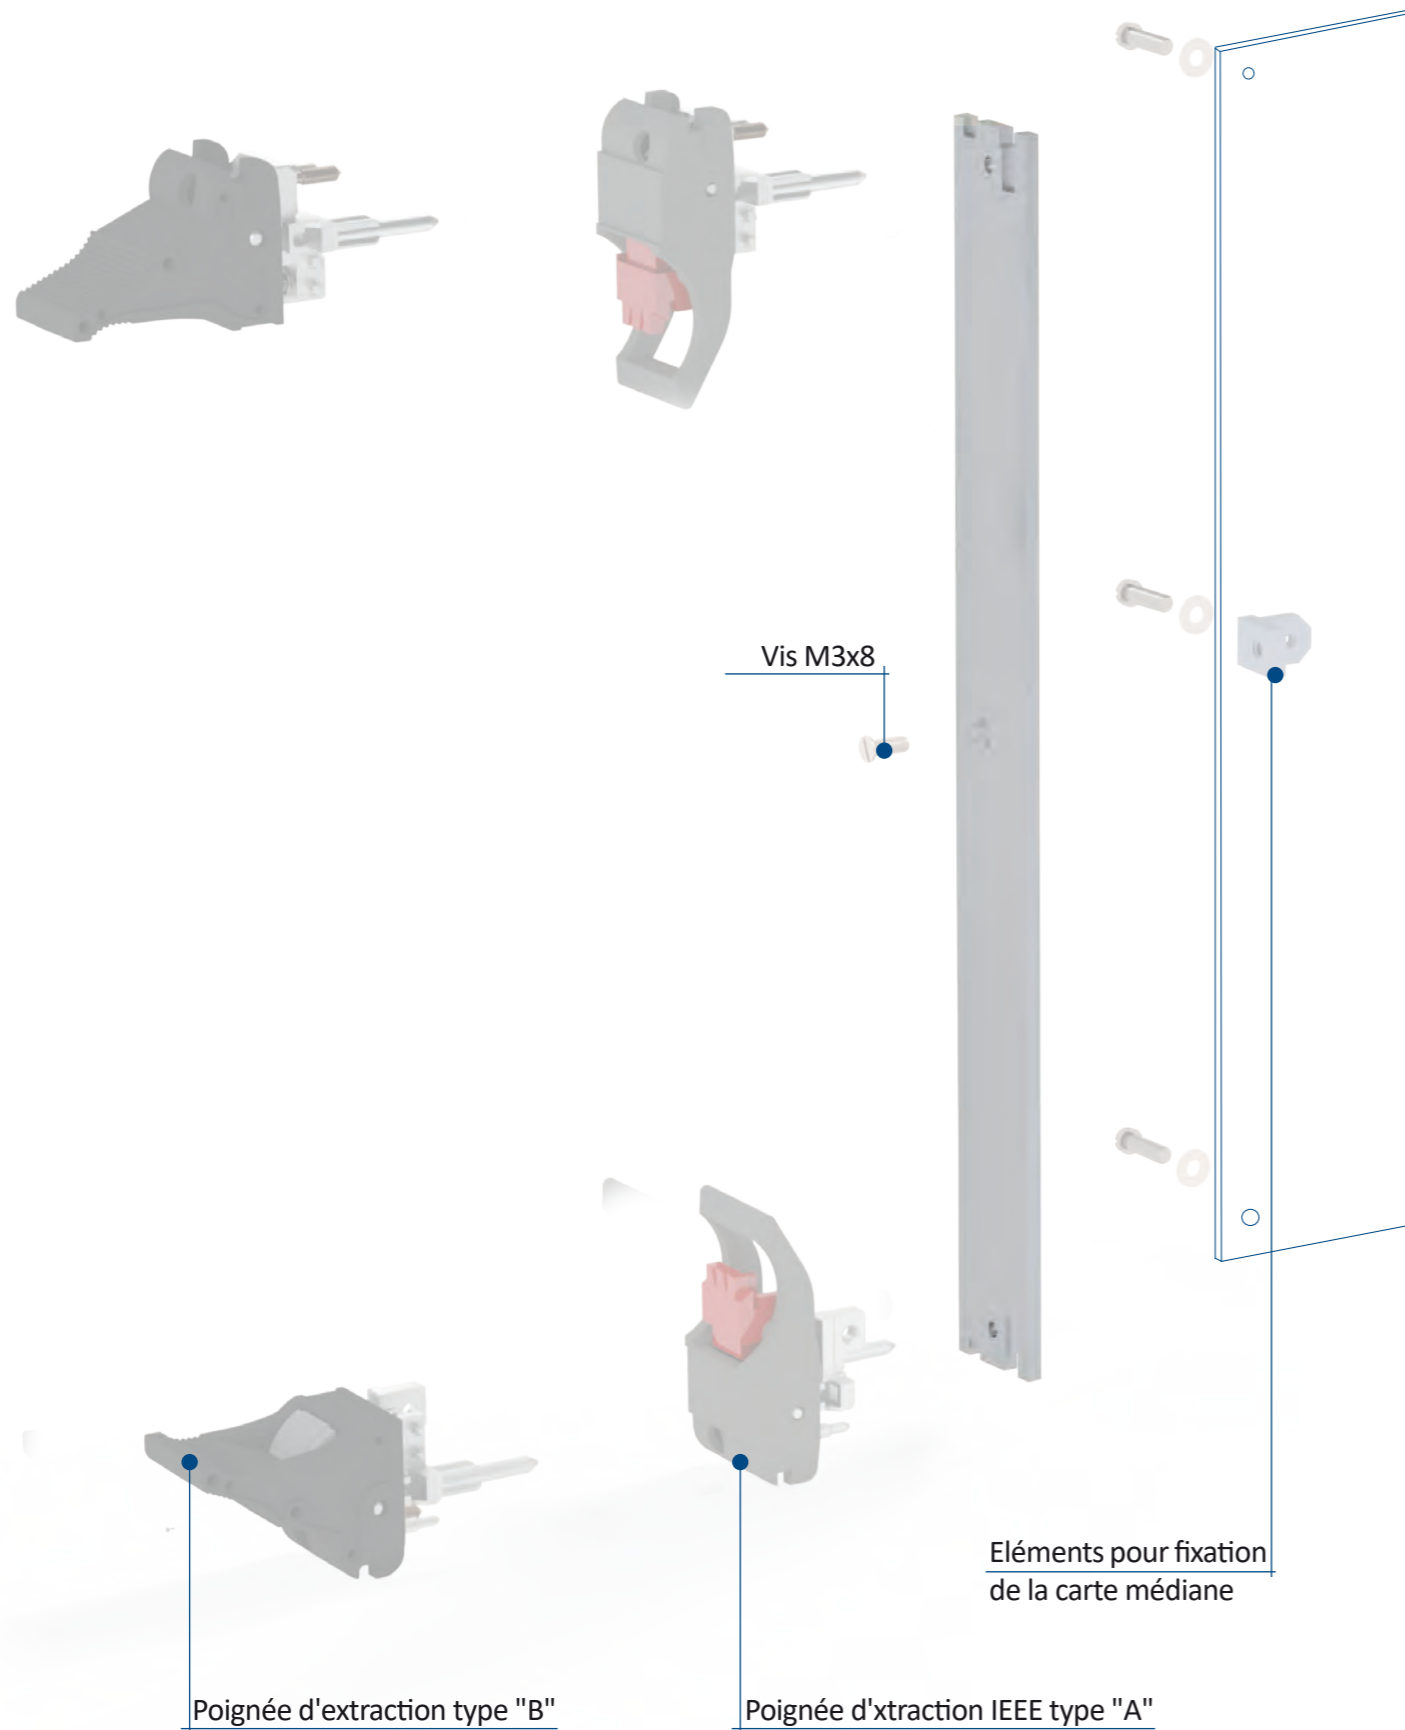 Vis M3x8
Eléments pour fixation
de la carte médiane
Poignée d'extraction type "B"
Poignée d'xtraction IEEE type "A"